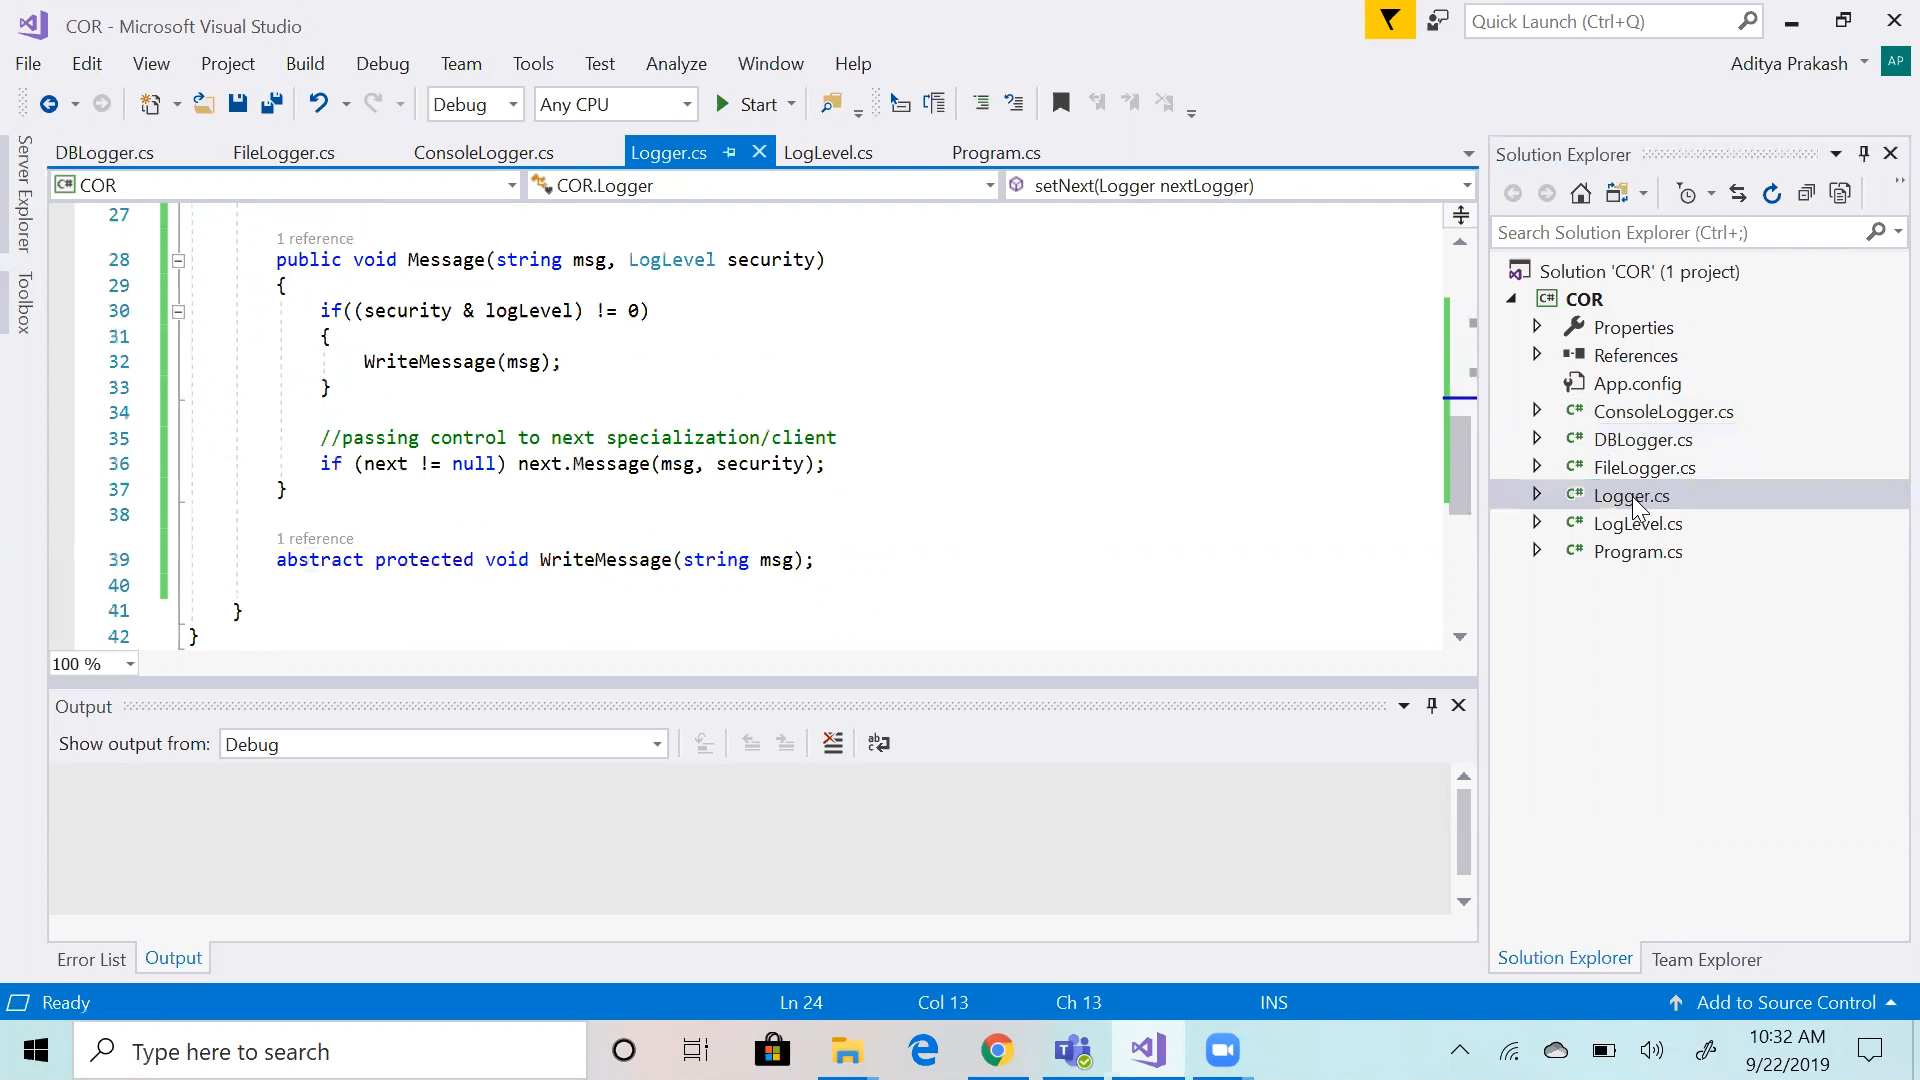 COR - Microsoft Visual Studio
Quick Launch (Ctrl+Q)
File Edit View Project Build Debug Team Tools Test Analyze Window Help
Aditya Prakash AP
Debug Any CPU Start
Server Explorer
Toolbox
DBLogger.cs FileLogger.cs ConsoleLogger.cs Logger.cs LogLevel.cs Program.cs
COR COR.Logger setNext(Logger nextLogger)
27
1 reference
28 public void Message(string msg, LogLevel security)
29 {
30 if((security & logLevel) != 0)
31 {
32 WriteMessage(msg);
33 }
34
35 //passing control to next specialization/client
36 if (next != null) next.Message(msg, security);
37 }
38
1 reference
39 abstract protected void WriteMessage(string msg);
40
41 }
42 }
100 %
Output
Show output from: Debug
Error List Output
Solution Explorer
Search Solution Explorer (Ctrl+;)
Solution 'COR' (1 project)
C# COR
Properties
References
App.config
C# ConsoleLogger.cs
C# DBLogger.cs
C# FileLogger.cs
C# Logger.cs
C# LogLevel.cs
C# Program.cs
Solution Explorer Team Explorer
Ready Ln 24 Col 13 Ch 13 INS Add to Source Control
Type here to search
10:32 AM
9/22/2019